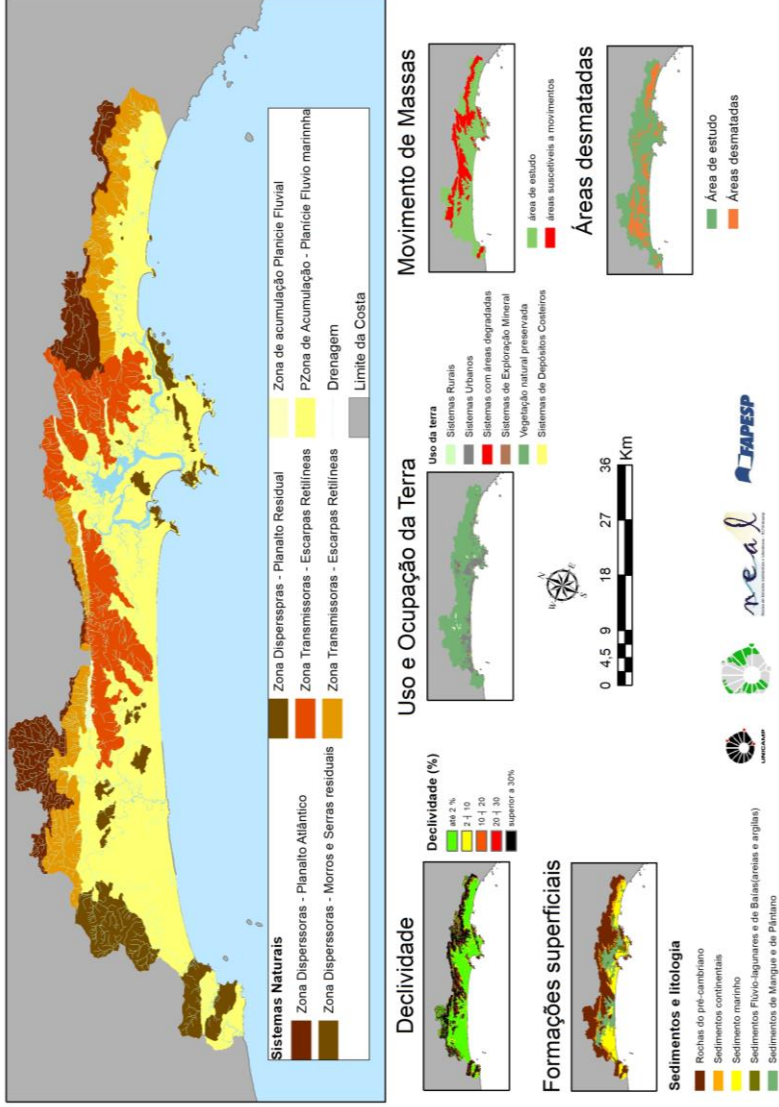 Sistemas Naturais
Zona Disperssoras - Planalto Atlântico
Zona Disperssoras - Morros e Serras residuais
Zona Dispersspras - Planalto Residual
Zona Transmissoras - Escarpas Retilíneas
Zona Transmissoras - Escarpas Retilíneas
Zona de acumulação Planicie Fluvial
PZona de Acumulação - Planície Fluvio marinnha
Drenagem
Limite da Costa
Declividade
Declividade (%)
até 2 %
2 ┤ 10
10 ┤ 20
20 ┤ 30
superior a 30%
Uso e Ocupação da Terra
Uso da terra
Sistemas Rurais
Sistemas Urbanos
Sistemas com áreas degradadas
Sistemas de Exploração Mineral
Vegetação natural preservada
Sistemas de Depósitos Costeiros
Movimento de Massas
área de estudo
áreas suscetíveis a movimentos
Formações superficiais
Sedimentos e litologia
Rochas do pré-cambriano
Sedimentos continentais
Sedimento marinho
Sedimentos Flúvio-lagunares e de Baías(areias e argilas)
Sedimentos de Mangue e de Pântano
N
W E
S
0 4,5 9 18 27 36
Km
Áreas desmatadas
Área de estudo
Áreas desmatadas
UNICAMP
neal
FAPESP